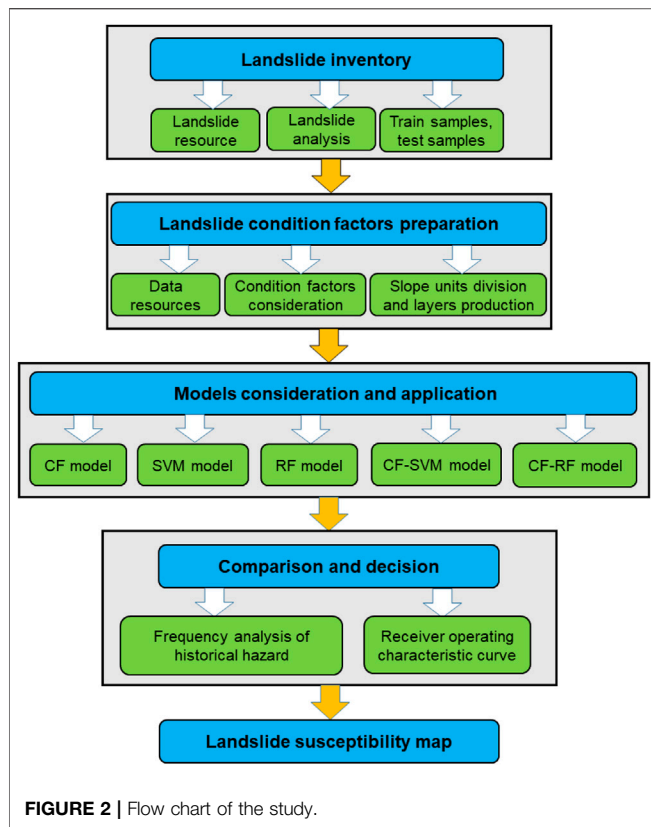 Landslide inventory
Landslide
resource
Landslide
analysis
Train samples,
test samples
Landslide condition factors preparation
Data
resources
Condition factors
consideration
Slope units division
and layers production
Models consideration and application
CF model
SVM model
RF model
CF-SVM model
CF-RF model
Comparison and decision
Frequency analysis of
historical hazard
Receiver operating
characteristic curve
Landslide susceptibility map
FIGURE 2 | Flow chart of the study.